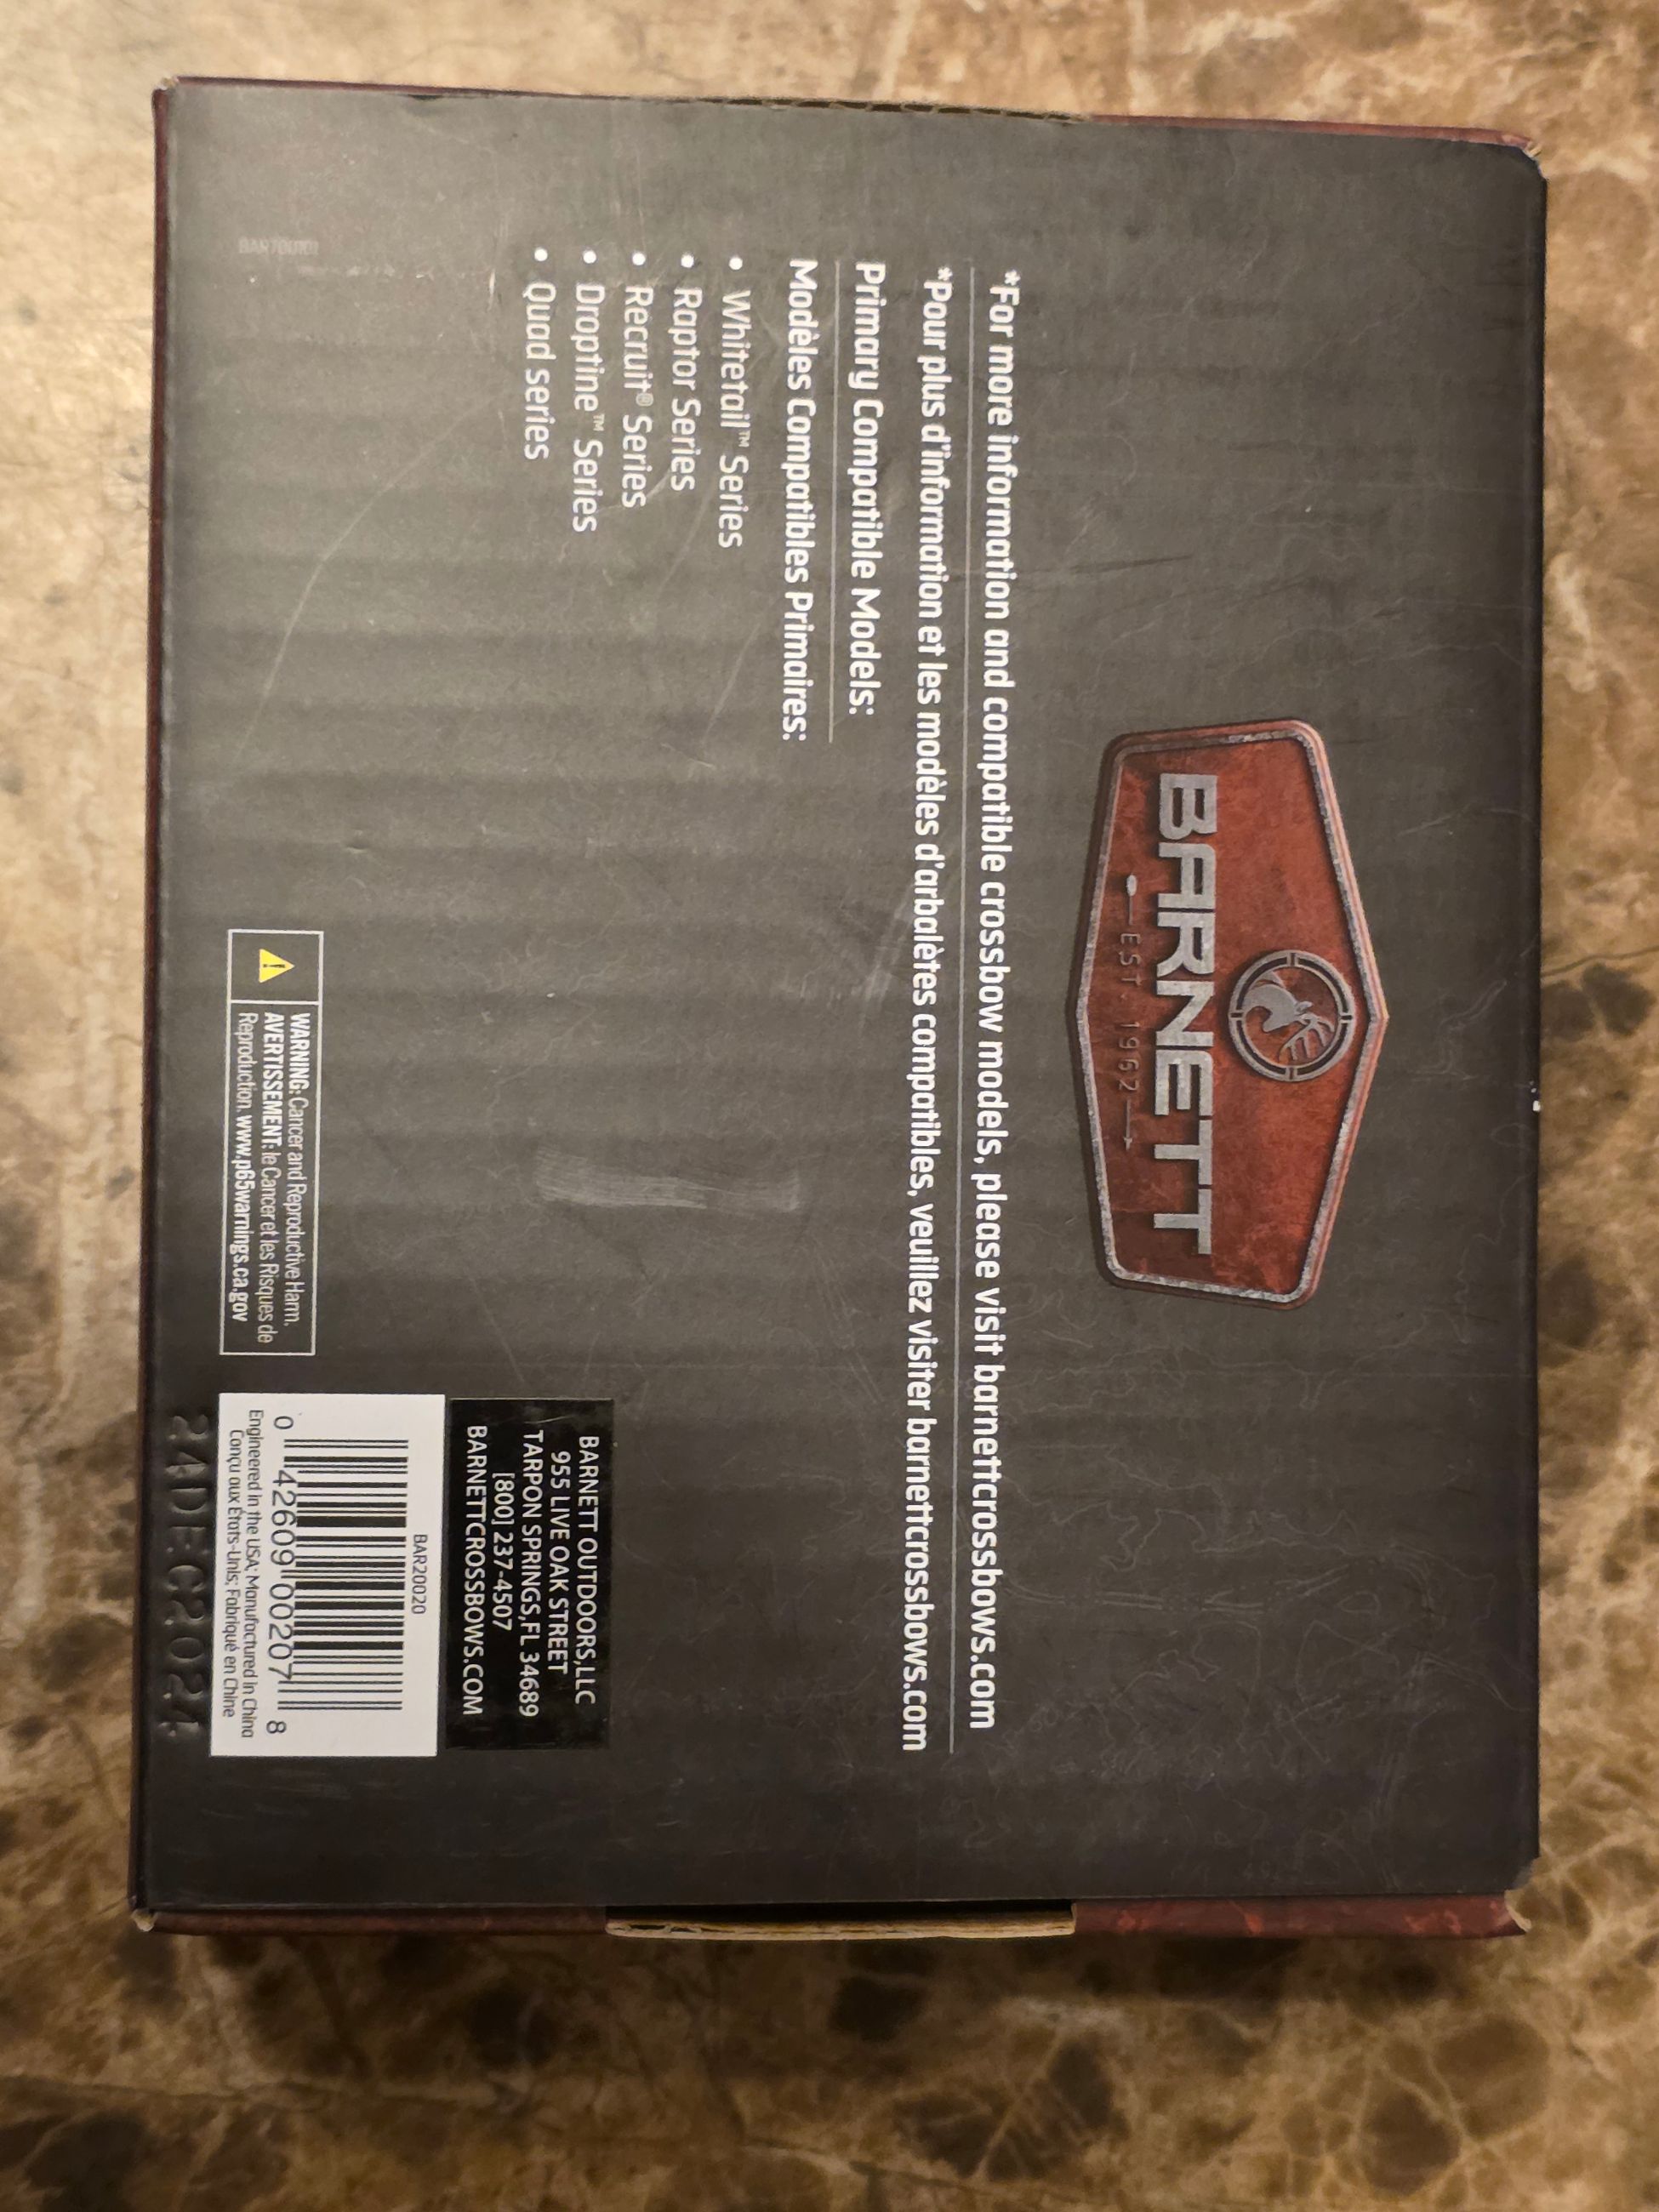 BARNETT
EST. 1962
*For more information and compatible crossbow models, please visit barnettcrossbows.com
*Pour plus d'information et les modèles d'arbalètes compatibles, veuillez visiter barnettcrossbows.com
Primary Compatible Models:
Modèles Compatibles Primaires:
• Whitetail™ Series
• Raptor Series
• Recruit® Series
• Droptine™ Series
• Quad series
BARNETT OUTDOORS,LLC
955 LIVE OAK STREET
TARPON SPRINGS,FL 34689
[800] 237-4507
BARNETTCROSSBOWS.COM
BAR20020
0 42609 00207 8
Engineered in the USA; Manufactured in China
Conçu aux États-Unis; Fabriqué en Chine
WARNING: Cancer and Reproductive Harm.
AVERTISSEMENT: le Cancer et les Risques de
Reproduction. www.p65warnings.ca.gov
24DEC2024